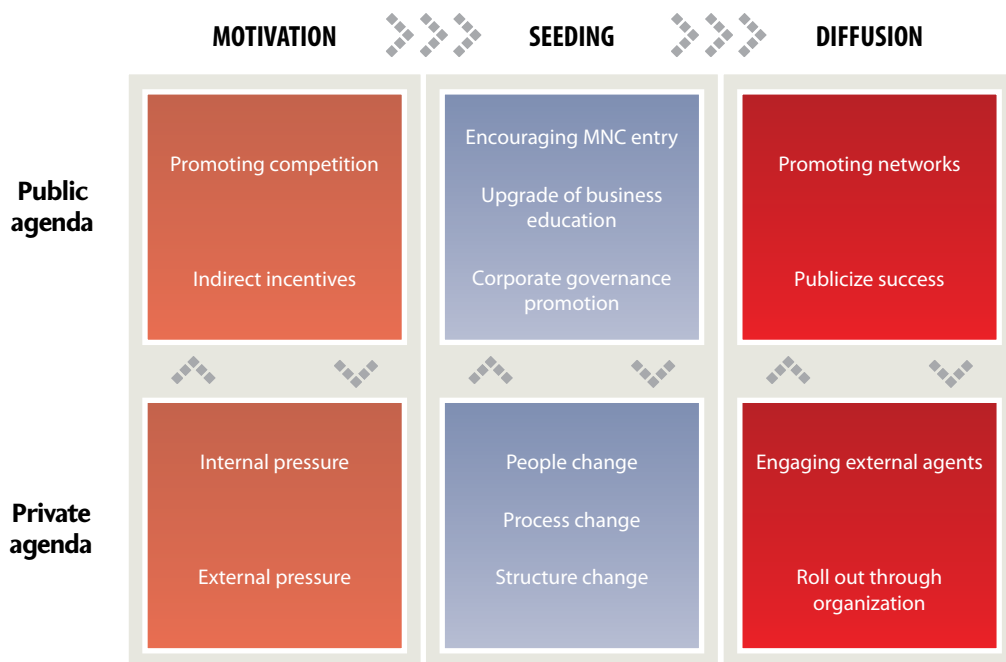 MOTIVATION
SEEDING
DIFFUSION
Public
agenda
Promoting competition
Indirect incentives
Encouraging MNC entry
Upgrade of business
education
Corporate governance
promotion
Promoting networks
Publicize success
Private
agenda
Internal pressure
External pressure
People change
Process change
Structure change
Engaging external agents
Roll out through
organization